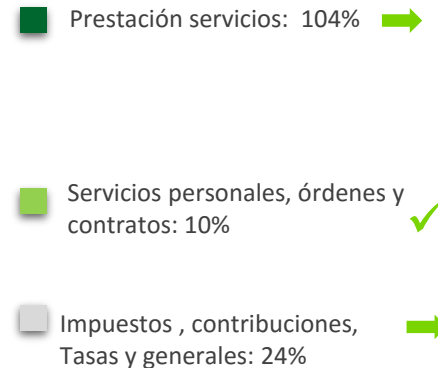 Prestación servicios: 104%
Servicios personales, órdenes y
contratos: 10%
Impuestos , contribuciones,
Tasas y generales: 24%